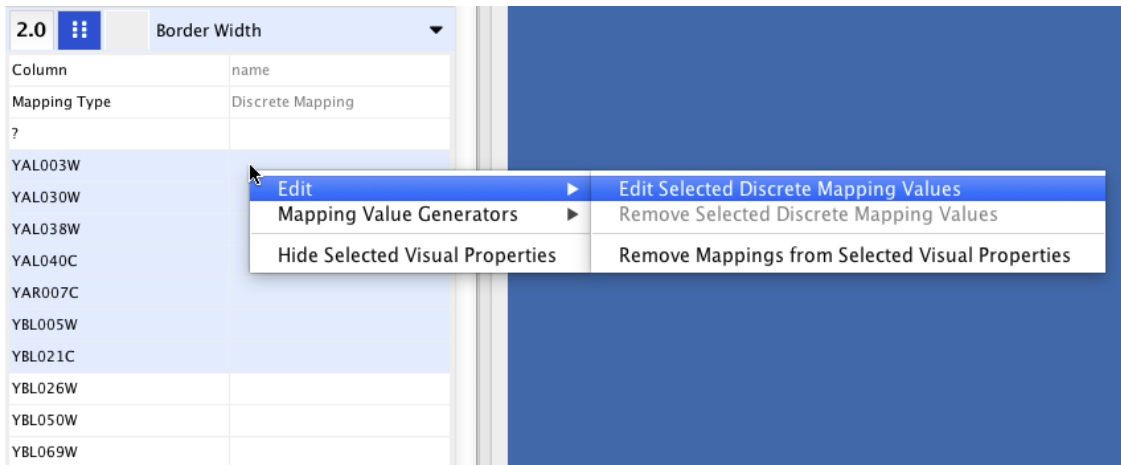 2.0 Border Width
Column name
Mapping Type Discrete Mapping
?
YAL003W
YAL030W
YAL038W
YAL040C
YAR007C
YBL005W
YBL021C
YBL026W
YBL050W
YBL069W
Edit
Mapping Value Generators
Hide Selected Visual Properties
Edit Selected Discrete Mapping Values
Remove Selected Discrete Mapping Values
Remove Mappings from Selected Visual Properties